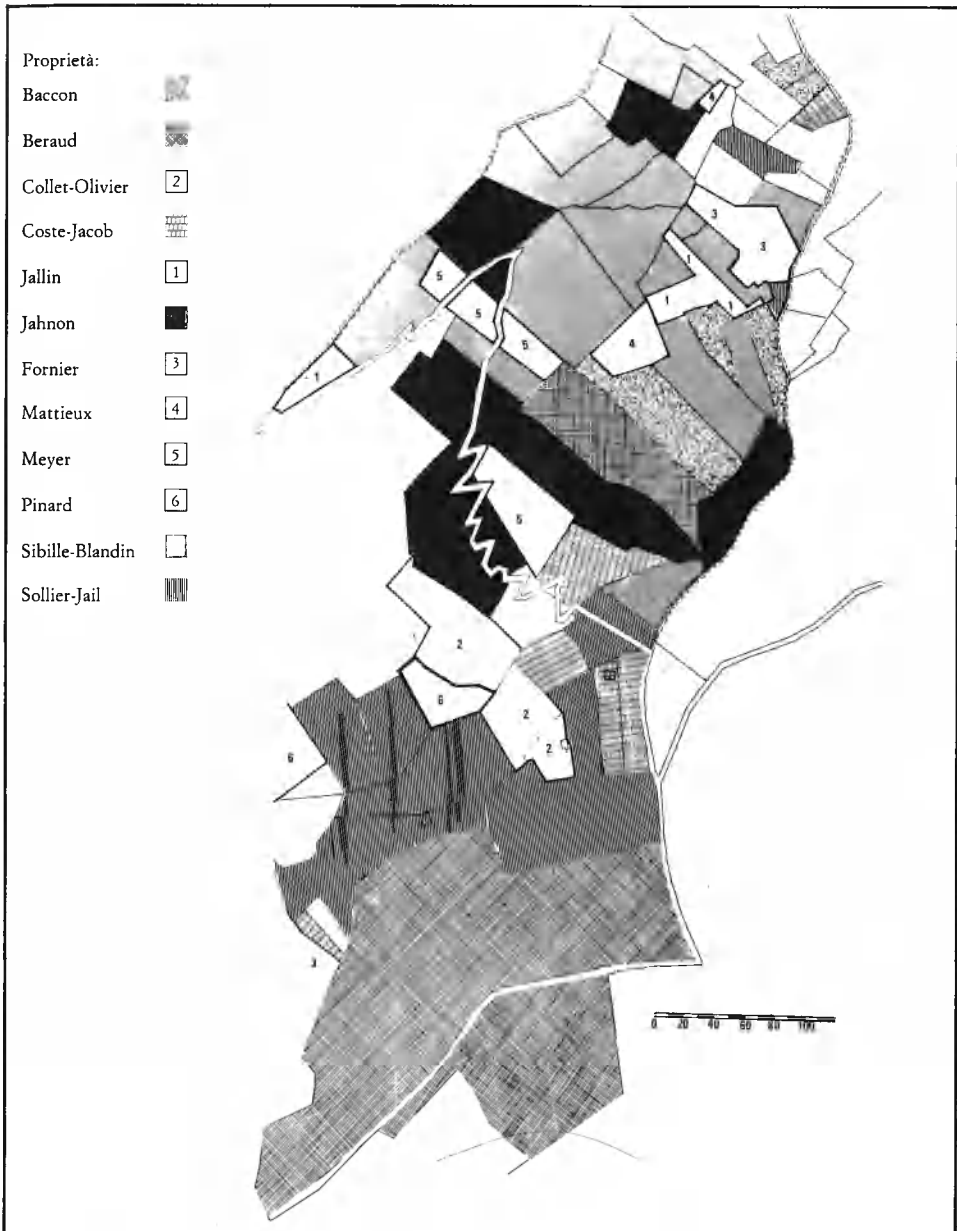 Proprietà:
Baccon
Beraud
Collet-Olivier 2
Coste-Jacob
Jallin 1
Jahnon
Fornier 3
Mattieux 4
Meyer 5
Pinard 6
Sibille-Blandin
Sollier-Jail
4
3
3
5
1
5
1
1
5
4
1
5
2
6
2
2
6
3
0 20 40 60 80 100